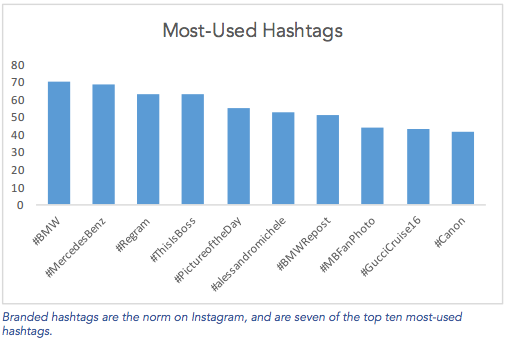 Most-Used Hashtags
80
70
60
50
40
30
20
10
0
#BMW
#MercedesBenz
#Regram
#ThisIsBoss
#PictureoftheDay
#alessandromichele
#BMWRepost
#MBFanPhoto
#GucciCruise16
#Canon
Branded hashtags are the norm on Instagram, and are seven of the top ten most-used
hashtags.